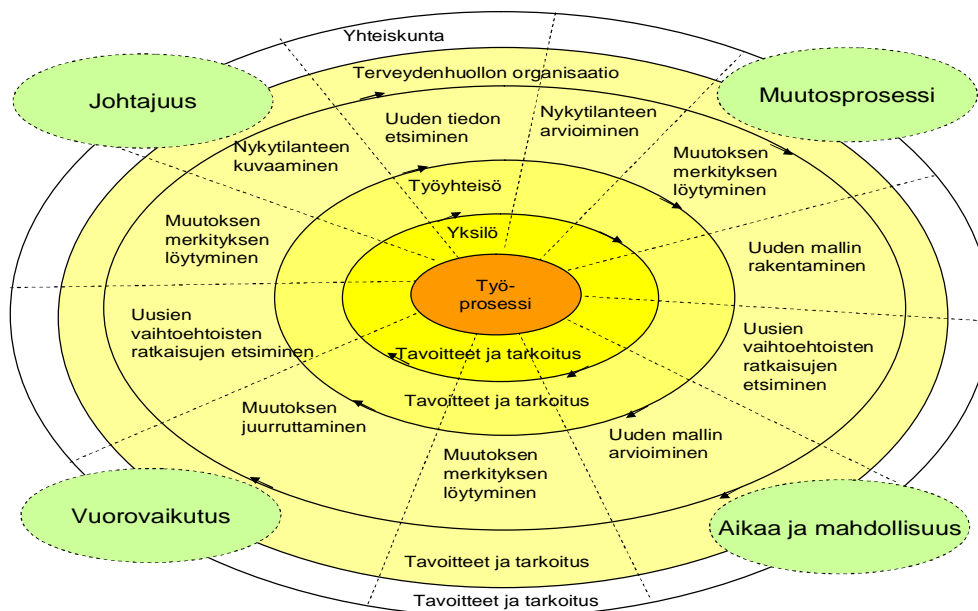 Yhteiskunta
Terveydenhuollon organisaatio
Johtajuus
Muutosprosessi
Uuden tiedon
etsiminen
Nykytilanteen
arvioiminen
Nykytilanteen
kuvaaminen
Muutoksen
merkityksen
löytyminen
Työyhteisö
Muutoksen
merkityksen
löytyminen
Yksilö
Uuden mallin
rakentaminen
Työ-
prosessi
Uusien
vaihtoehtoisten
ratkaisujen etsiminen
Uusien
vaihtoehtoisten
ratkaisujen
etsiminen
Tavoitteet ja tarkoitus
Tavoitteet ja tarkoitus
Muutoksen
juurruttaminen
Uuden mallin
arvioiminen
Muutoksen
merkityksen
löytyminen
Vuorovaikutus
Aikaa ja mahdollisuus
Tavoitteet ja tarkoitus
Tavoitteet ja tarkoitus